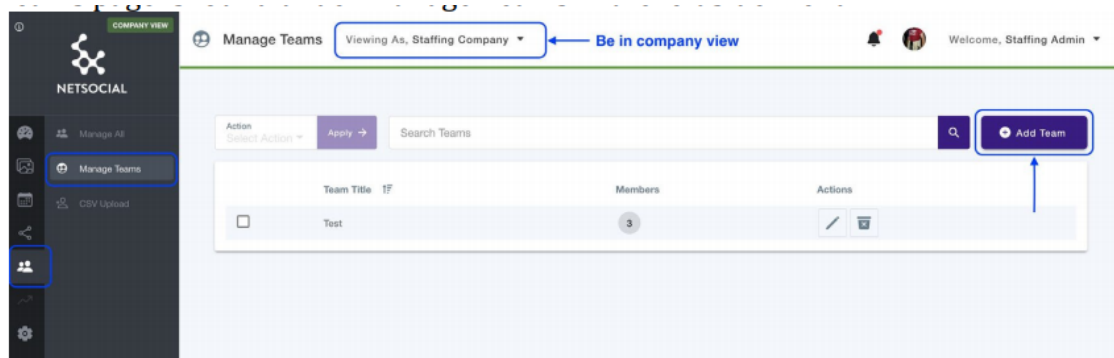 COMPANY VIEW
NETSOCIAL
Manage Teams
Viewing As, Staffing Company
Be in company view
Welcome, Staffing Admin
Manage All
Manage Teams
CSV Upload
Action
Select Action
Apply →
Search Teams
Add Team
Team Title
Members
Actions
Test
3